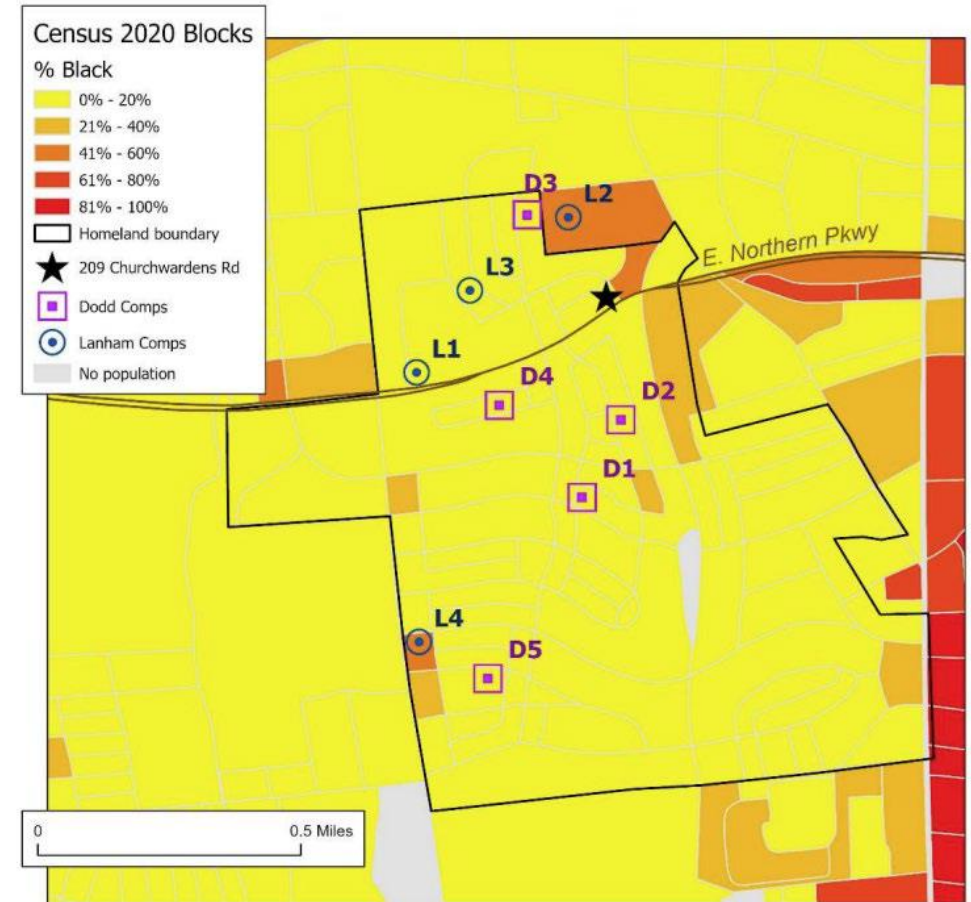 Census 2020 Blocks
% Black
0% - 20%
21% - 40%
41% - 60%
61% - 80%
81% - 100%
Homeland boundary
209 Churchwardens Rd
Dodd Comps
Lanham Comps
No population
D3
L2
E. Northern Pkwy
L3
L1
D4
D2
D1
L4
D5
0
0.5 Miles